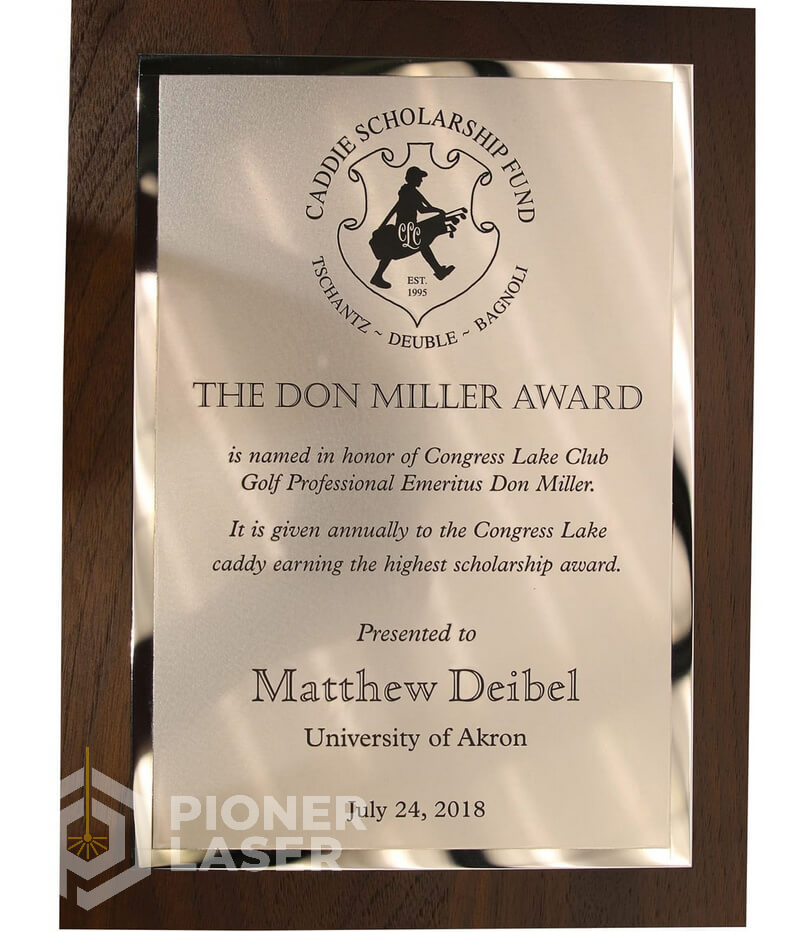 CADDIE SCHOLARSHIP FUND
CLC
EST.
1995
TSCHANTZ ~ DEUBLE ~ BAGNOLI
THE DON MILLER AWARD
is named in honor of Congress Lake Club
Golf Professional Emeritus Don Miller.
It is given annually to the Congress Lake
caddy earning the highest scholarship award.
Presented to
Matthew Deibel
University of Akron
July 24, 2018
PIONER
LASER